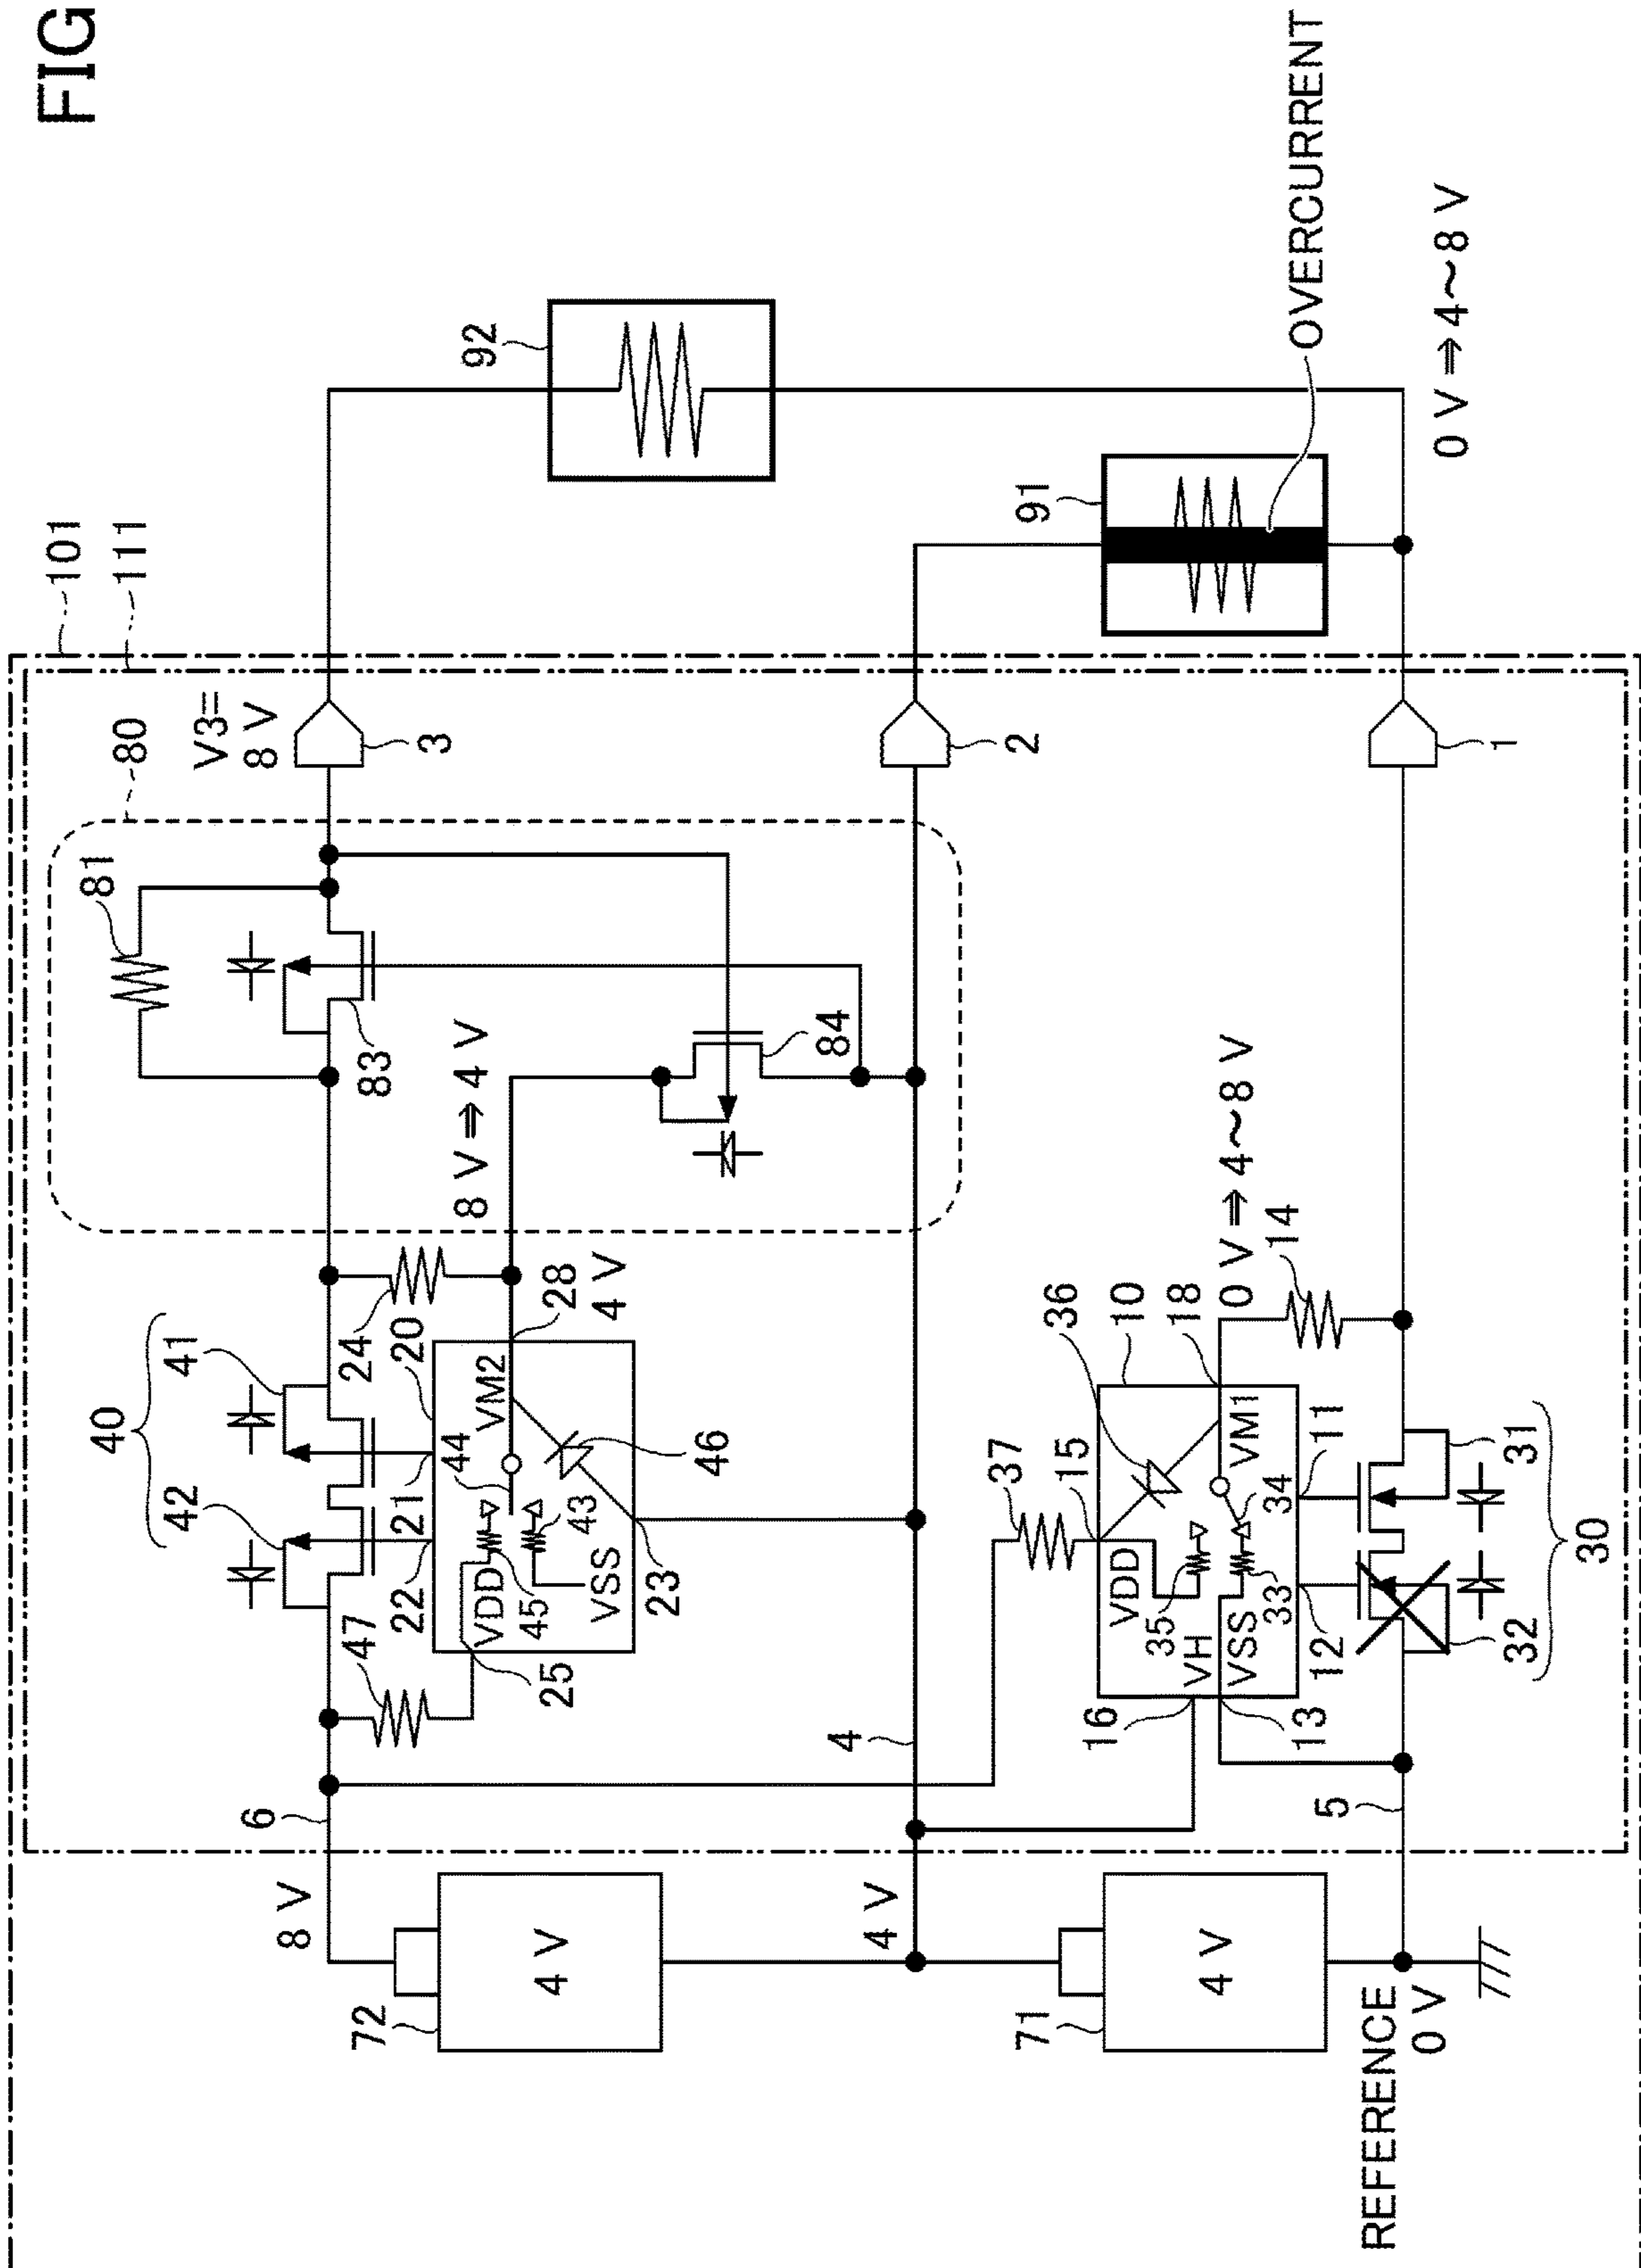 FIG
101
111
80
81
V3=
8 V
3
83
8 V ⇒ 4 V
84
2
92
91
OVERCURRENT
0 V ⇒ 4~8 V
1
40
41
42
24
20
21
22
47
VM2
44
46
28
4 V
VDD
45
43
VSS
23
25
6
8 V
72
4 V
4 V
4
71
4 V
REFERENCE
0 V
5
37
15
36
10
18
0 V ⇒ 4~8 V
14
VDD
VM1
35
34
33
VH
VSS
16
13
12
11
31
32
30